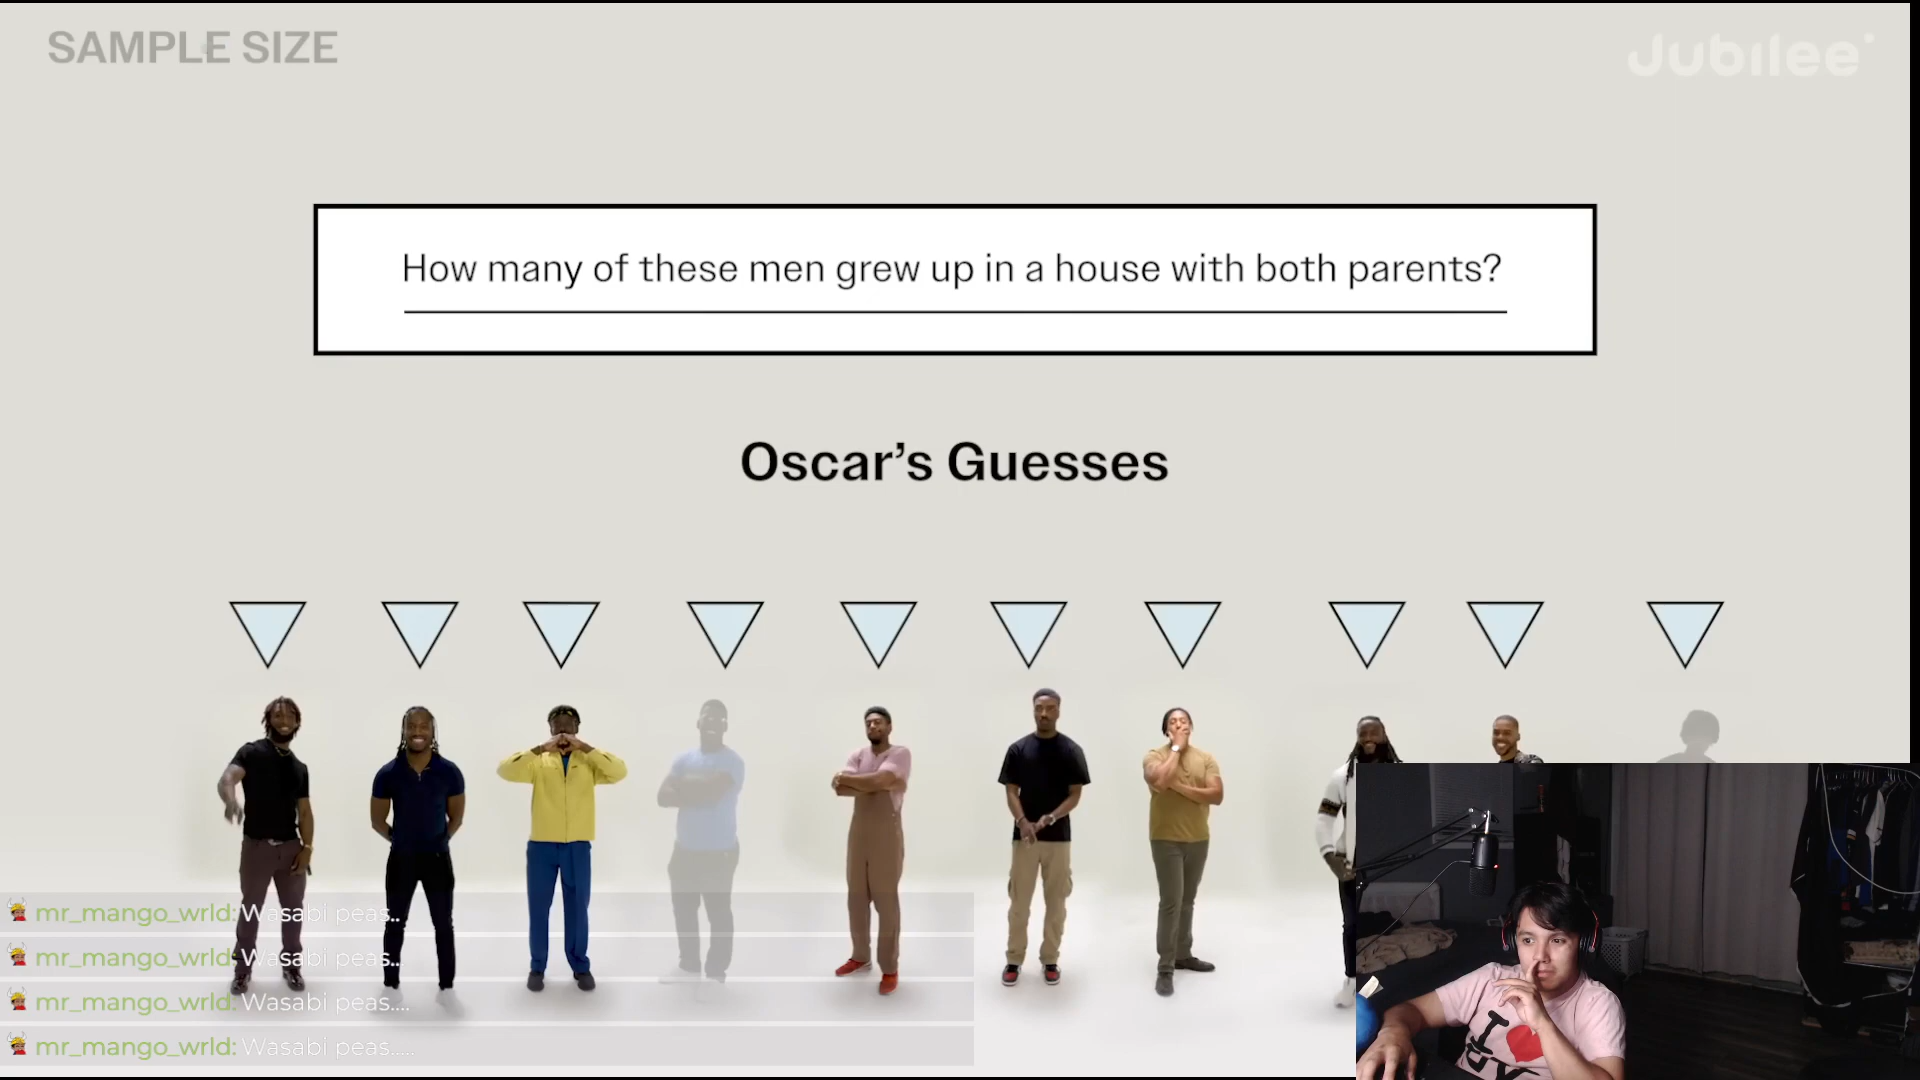 SAMPLE SIZE
Jubilee
How many of these men grew up in a house with both parents?
Oscar's Guesses
mr_mango_wrld: Wasabi peas..
mr_mango_wrld: Wasabi peas...
mr_mango_wrld: Wasabi peas....
mr_mango_wrld: Wasabi peas.....